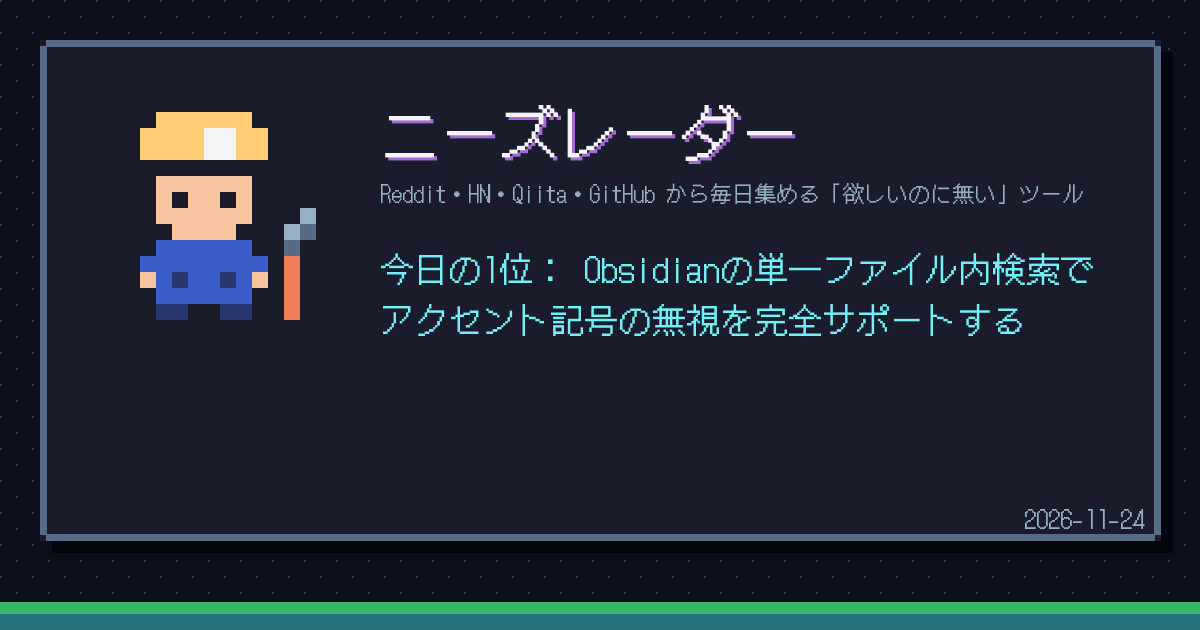 ニーズレーダー
Reddit・HN・Qiita・GitHub から毎日集める「欲しいのに無い」ツール
今日の1位： Obsidianの単一ファイル内検索で
アクセント記号の無視を完全サポートする
2026-11-24